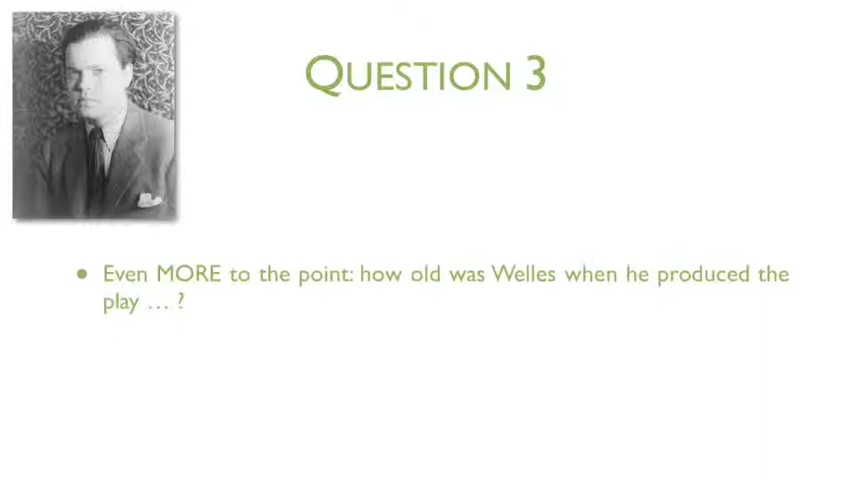 QUESTION 3
• Even MORE to the point: how old was Welles when he produced the
play … ?